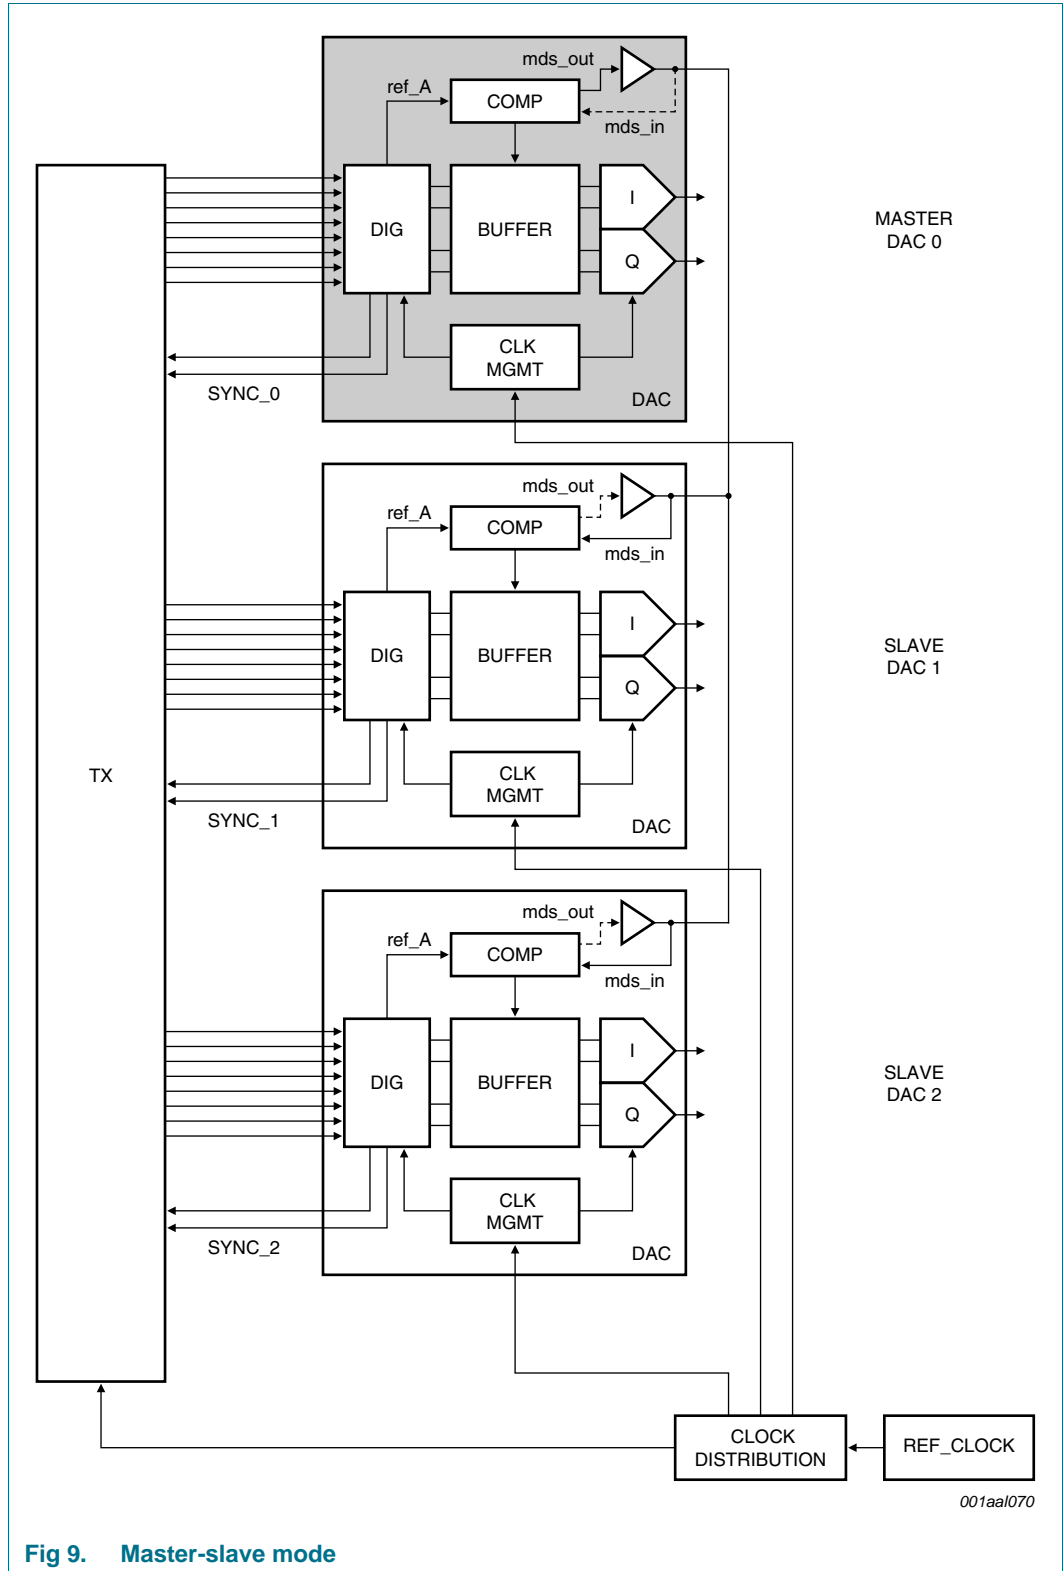 mds_out
ref_A
COMP
mds_in
DIG
BUFFER
I
Q
MASTER
DAC 0
CLK
MGMT
SYNC_0
DAC
mds_out
ref_A
COMP
mds_in
DIG
BUFFER
I
Q
SLAVE
DAC 1
TX
CLK
MGMT
SYNC_1
DAC
mds_out
ref_A
COMP
mds_in
DIG
BUFFER
I
Q
SLAVE
DAC 2
CLK
MGMT
SYNC_2
DAC
CLOCK
DISTRIBUTION
REF_CLOCK
001aal070
Fig 9. Master-slave mode